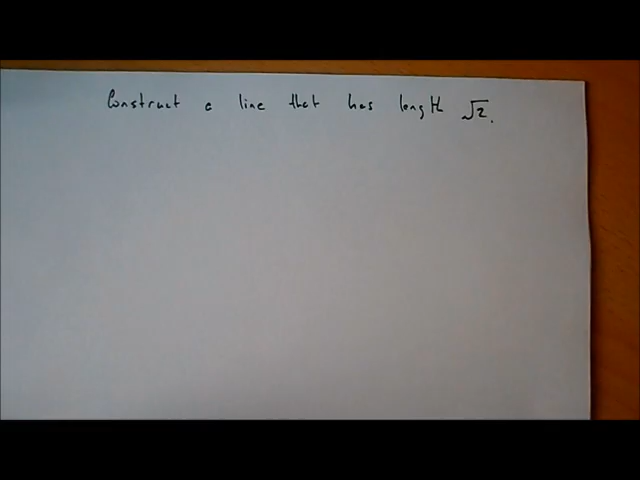 Construct a line that has length √2.